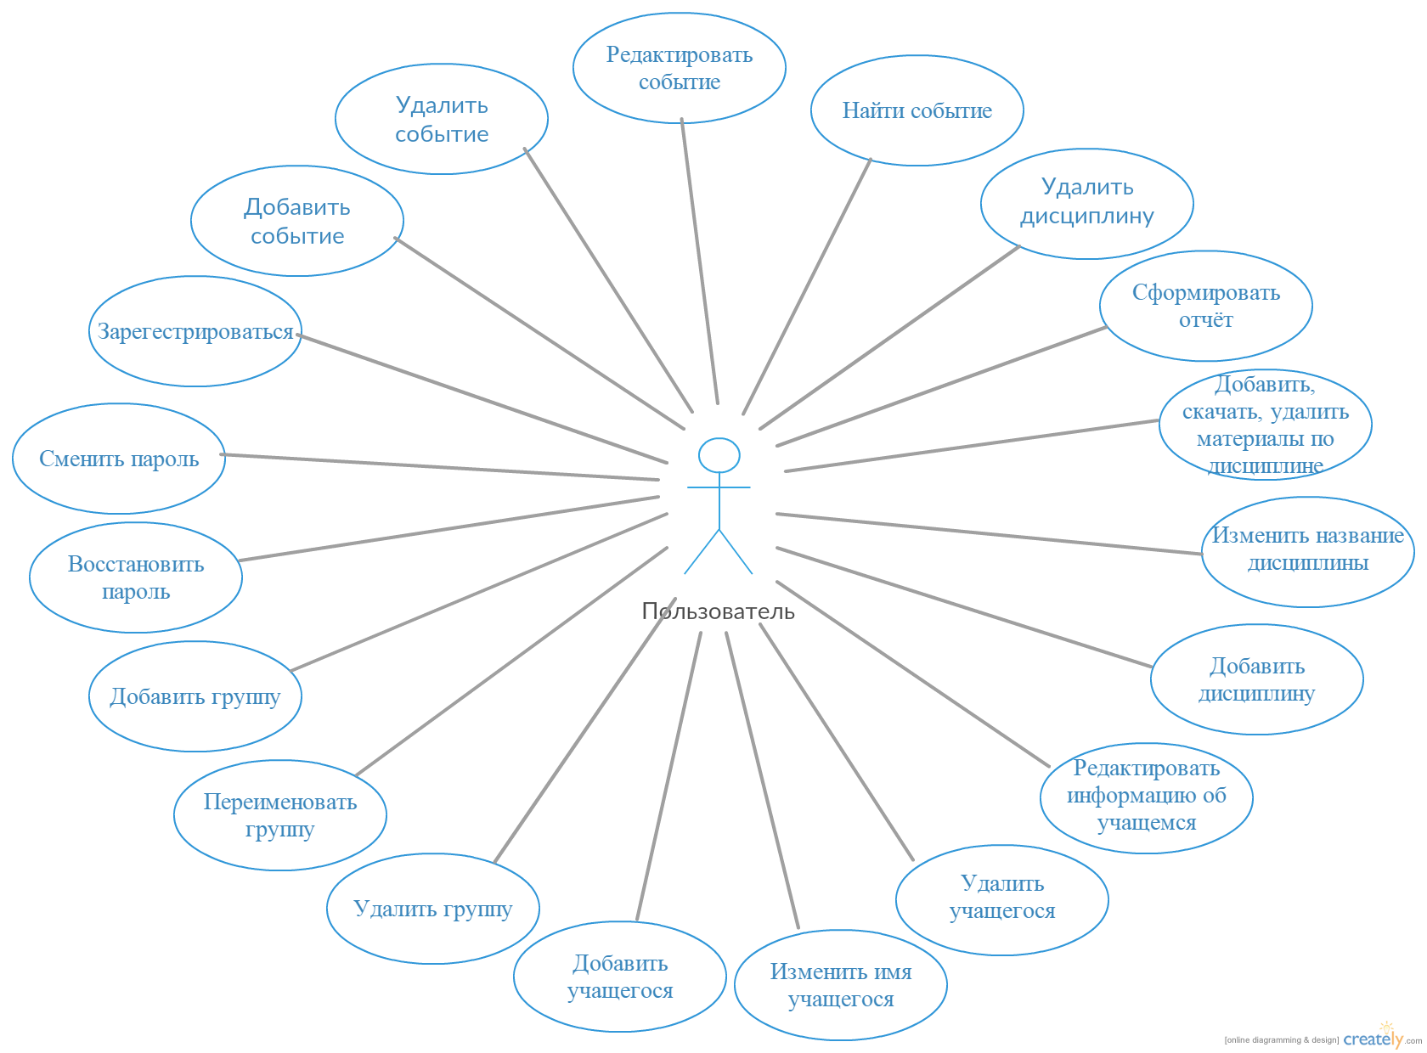 Редактировать
событие
Удалить
событие
Найти событие
Добавить
событие
Удалить
дисциплину
Зарегестрироваться
Сформировать
отчёт
Сменить пароль
Добавить,
скачать, удалить
материалы по
дисциплине
Восстановить
пароль
Изменить название
дисциплины
Пользователь
Добавить группу
Добавить
дисциплину
Переименовать
группу
Редактировать
информацию об
учащемся
Удалить группу
Удалить
учащегося
Добавить
учащегося
Изменить имя
учащегося
[online diagramming & design] creately.com